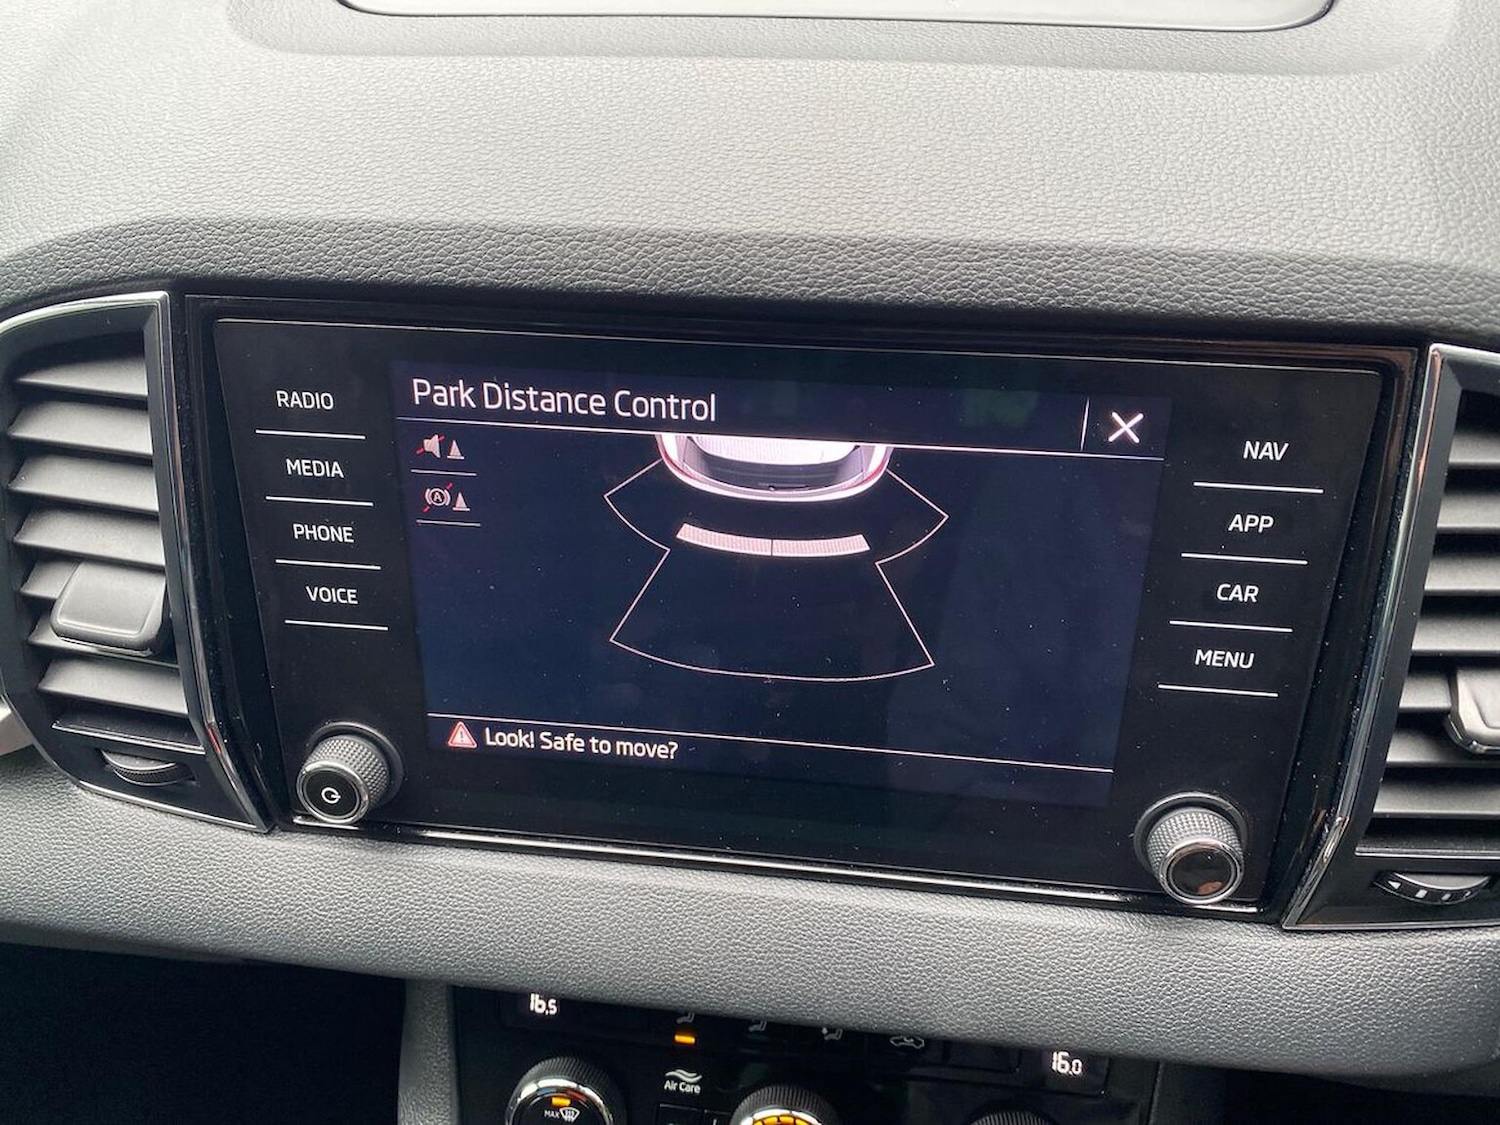 RADIO
MEDIA
PHONE
VOICE
Park Distance Control
A
Look! Safe to move?
NAV
APP
CAR
MENU
16.5
16.0
Air Care
MAX